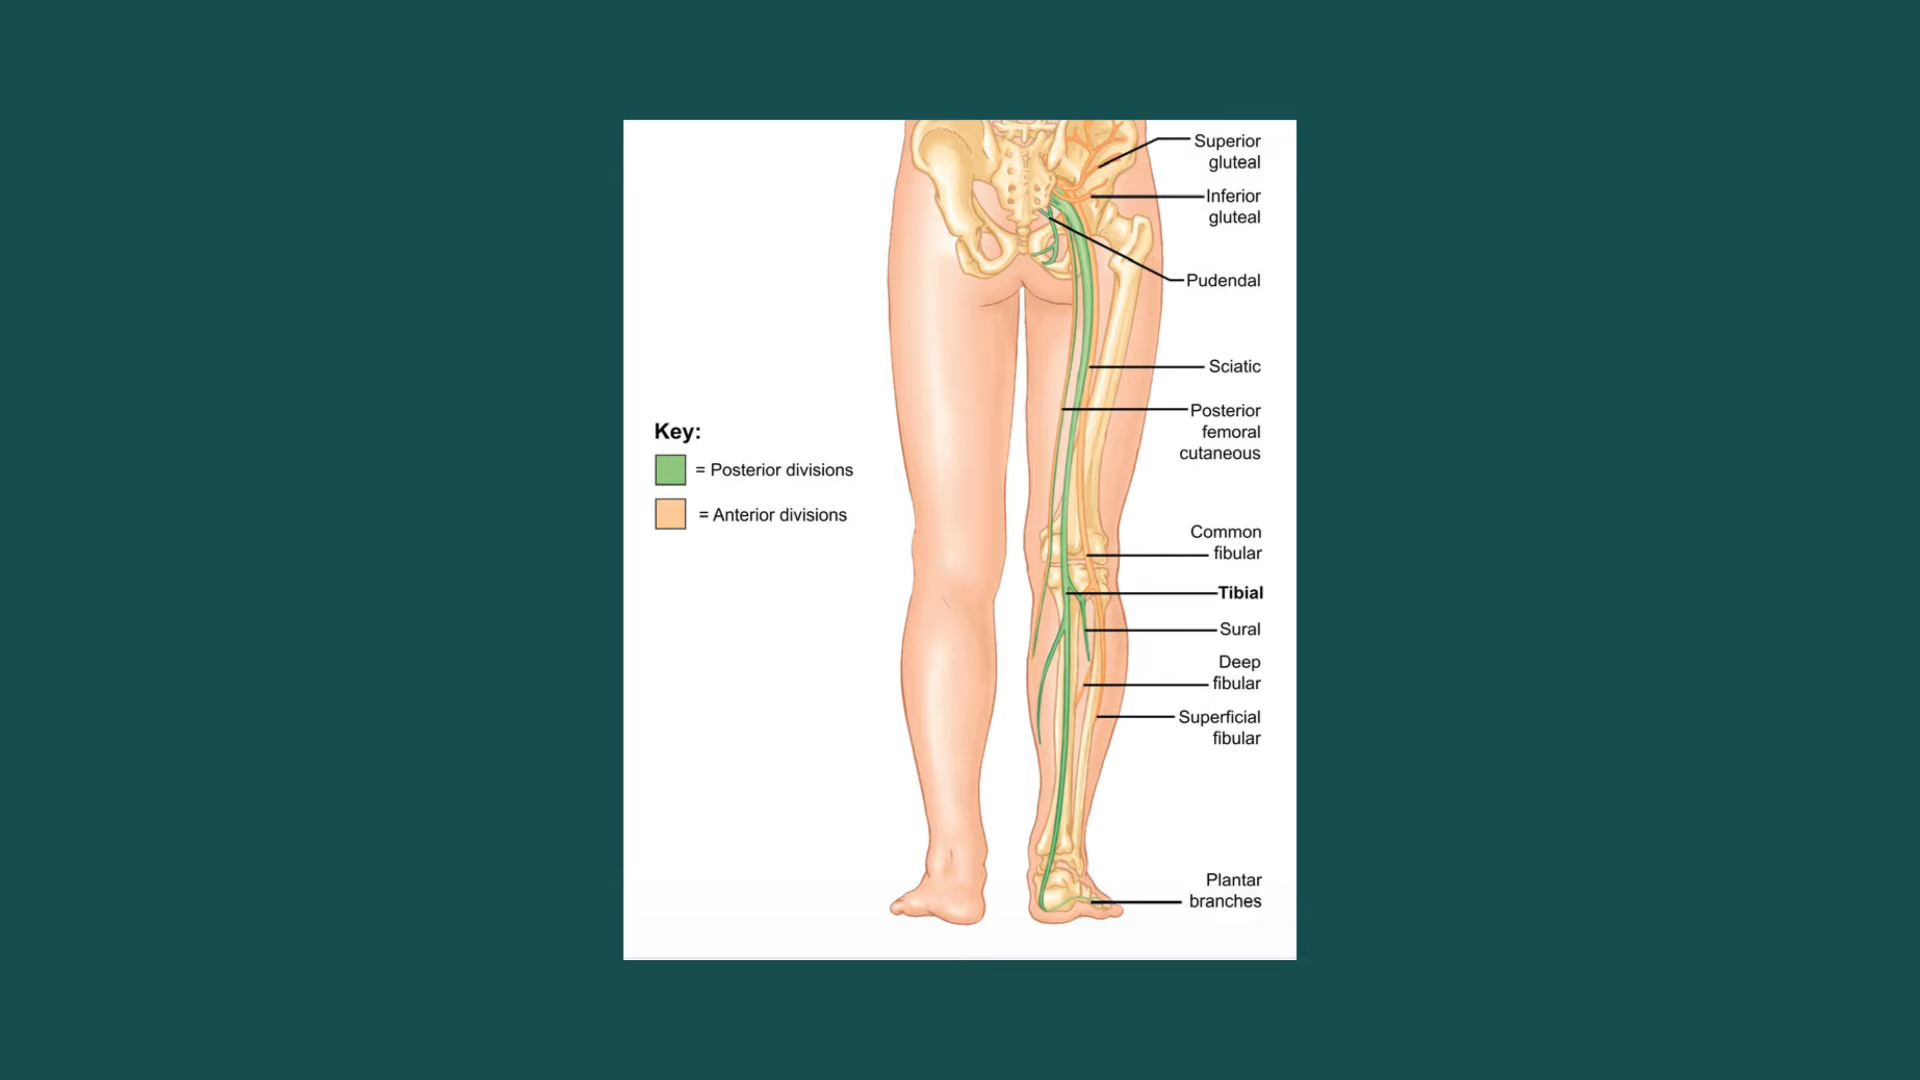 Superior
gluteal
Inferior
gluteal
Pudendal
Sciatic
Posterior
femoral
cutaneous
Key:
= Posterior divisions
= Anterior divisions
Common
fibular
Tibial
Sural
Deep
fibular
Superficial
fibular
Plantar
branches